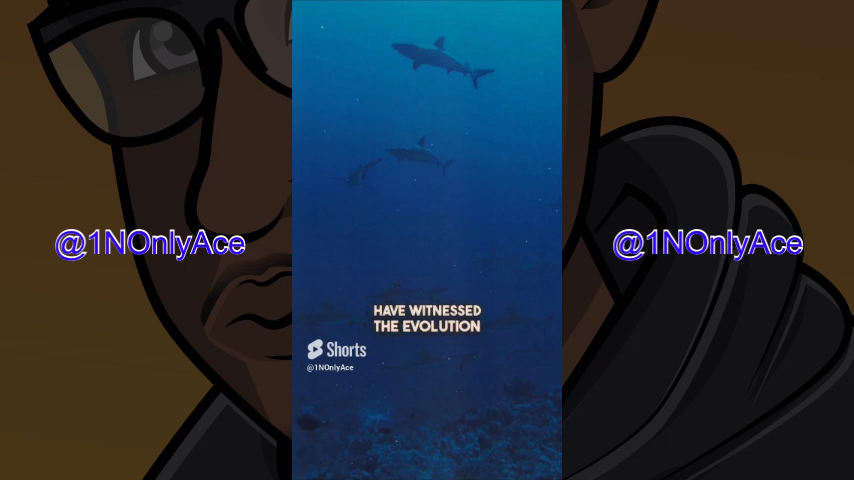 @1NOnlyAce
HAVE WITNESSED
THE EVOLUTION
Shorts
@1NOnlyAce
@1NOnlyAce